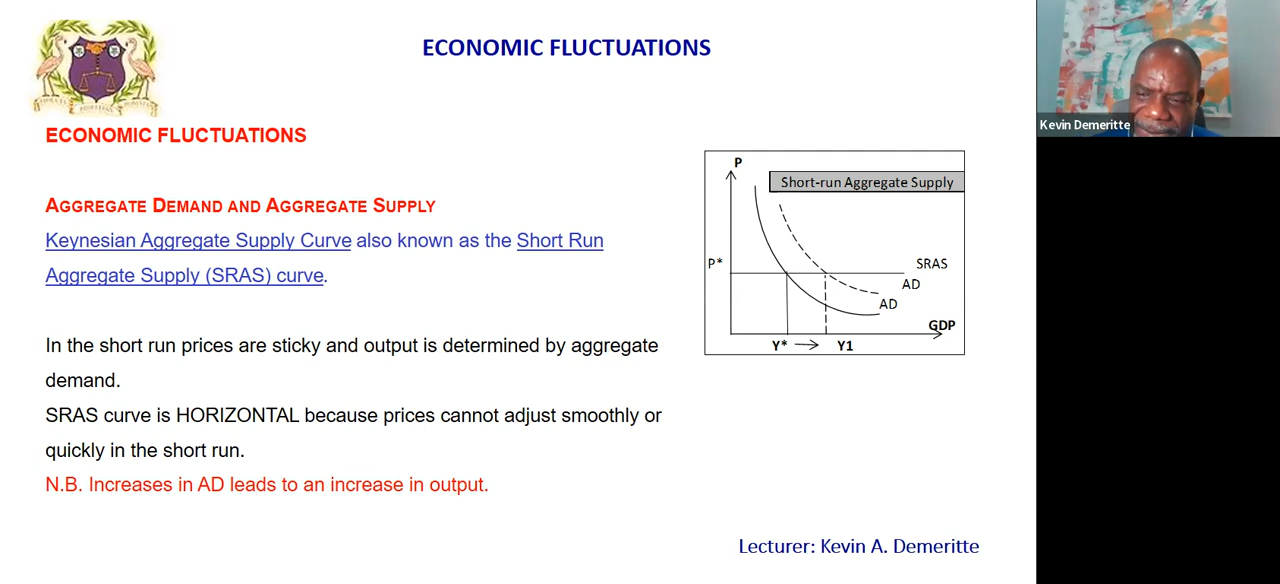 ECONOMIC FLUCTUATIONS
Kevin Demeritte
ECONOMIC FLUCTUATIONS
AGGREGATE DEMAND AND AGGREGATE SUPPLY
Keynesian Aggregate Supply Curve also known as the Short Run
Aggregate Supply (SRAS) curve.
In the short run prices are sticky and output is determined by aggregate
demand.
SRAS curve is HORIZONTAL because prices cannot adjust smoothly or
quickly in the short run.
N.B. Increases in AD leads to an increase in output.
P
Short-run Aggregate Supply
P*
SRAS
AD
AD
GDP
Y* → Y1
Lecturer: Kevin A. Demeritte